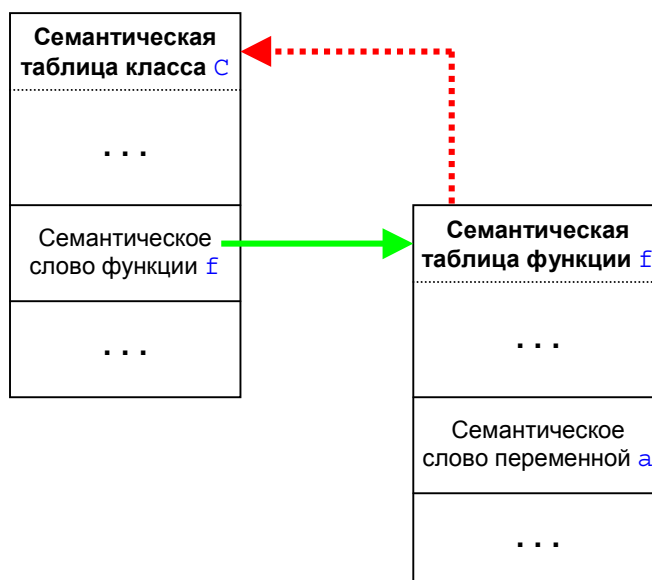 Семантическая
таблица класса C
. . .
Семантическое
слово функции f
. . .
Семантическая
таблица функции f
. . .
Семантическое
слово переменной a
. . .